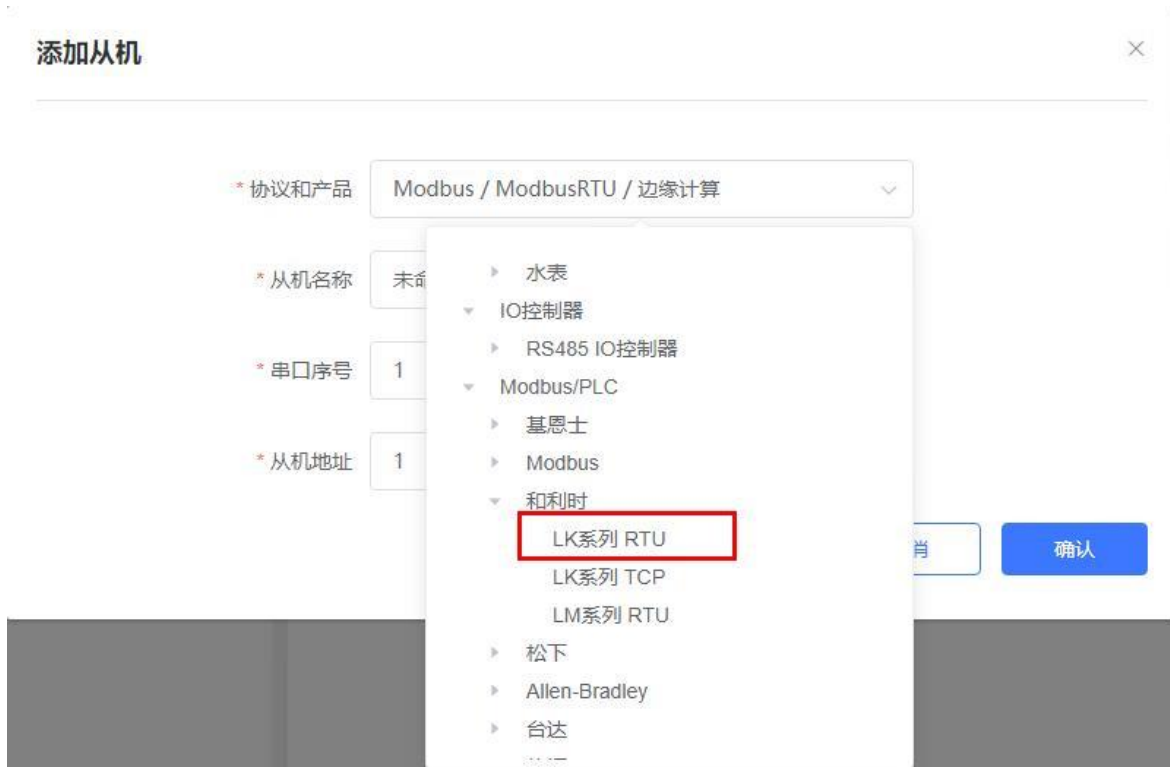 添加从机
* 协议和产品 Modbus / ModbusRTU / 边缘计算
水表
* 从机名称 未
IO控制器
RS485 IO控制器
* 串口序号 1
Modbus/PLC
基恩士
* 从机地址 1
Modbus
和利时
LK系列 RTU
确认
LK系列 TCP
LM系列 RTU
松下
Allen-Bradley
台达